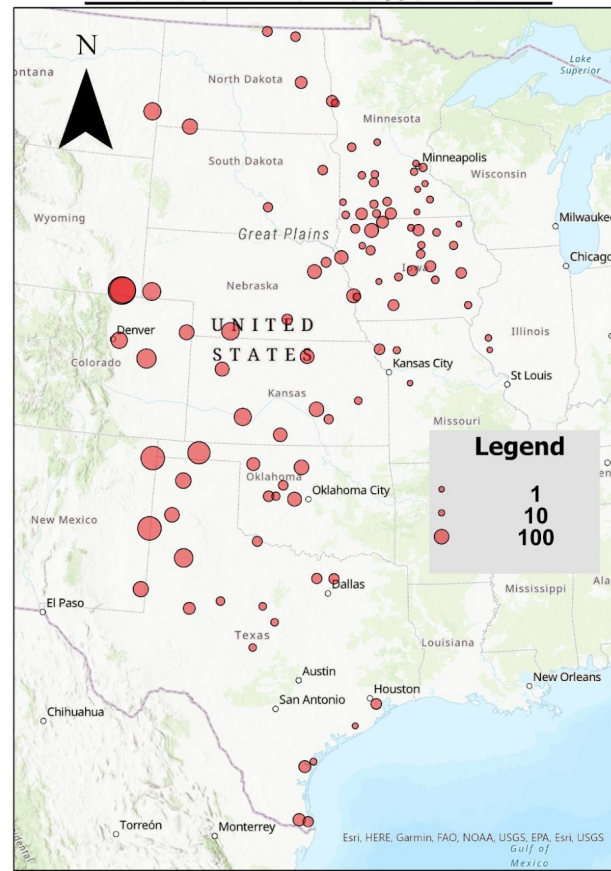 N
Lake
Superior
ontana
North Dakota
Minnesota
Minneapolis
South Dakota
Wisconsin
Wyoming
Great Plains
Milwauke
Chicago
Iowa
Nebraska
UNITED
STATES
Denver
Colorado
Illinois
Kansas City
St Louis
Kansas
Missouri
Legend
1
10
100
Oklahoma
Oklahoma City
New Mexico
Mississippi
Ala
Dallas
El Paso
Texas
Louisiana
Austin
San Antonio
Houston
New Orleans
Chihuahua
Torreón
Monterrey
Esri, HERE, Garmin, FAO, NOAA, USGS, EPA, Esri, USGS
Gulf of
Mexico